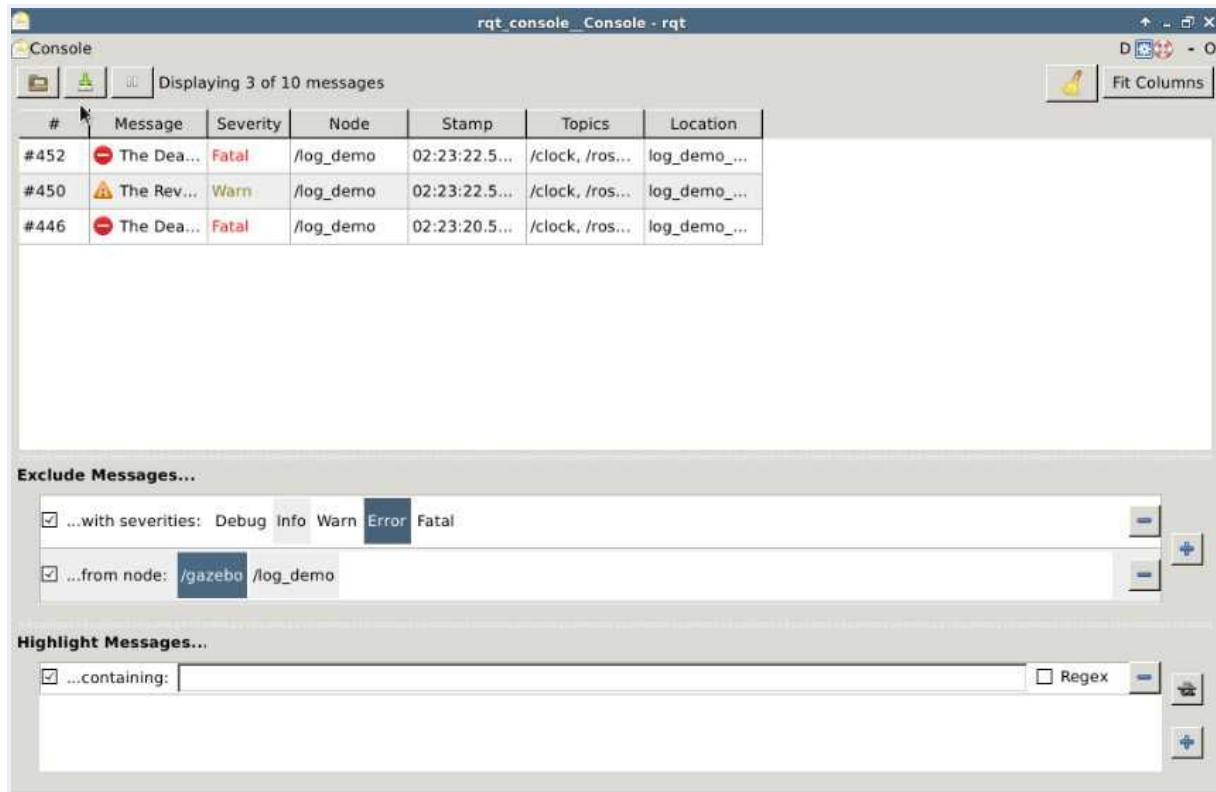 rqt_console__Console - rqt
Console D - O
Displaying 3 of 10 messages Fit Columns
# Message Severity Node Stamp Topics Location
#452 The Dea... Fatal /log_demo 02:23:22.5... /clock, /ros... log_demo_...
#450 The Rev... Warn /log_demo 02:23:22.5... /clock, /ros... log_demo_...
#446 The Dea... Fatal /log_demo 02:23:20.5... /clock, /ros... log_demo_...
Exclude Messages...
...with severities: Debug Info Warn Error Fatal
...from node: /gazebo /log_demo
Highlight Messages...
...containing: Regex